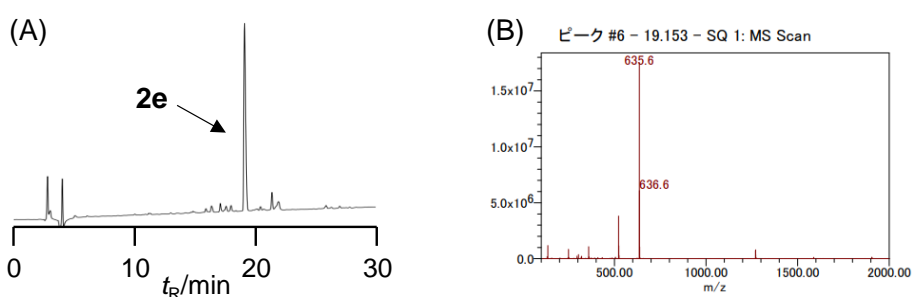 (A)
2e
0
10
20
30
tR/min
(B)
ピーク #6 - 19.153 - SQ 1: MS Scan
635.6
1.5x10⁷
1.0x10⁷
636.6
5.0x10⁶
0.0
500.00
1000.00
1500.00
2000.00
m/z